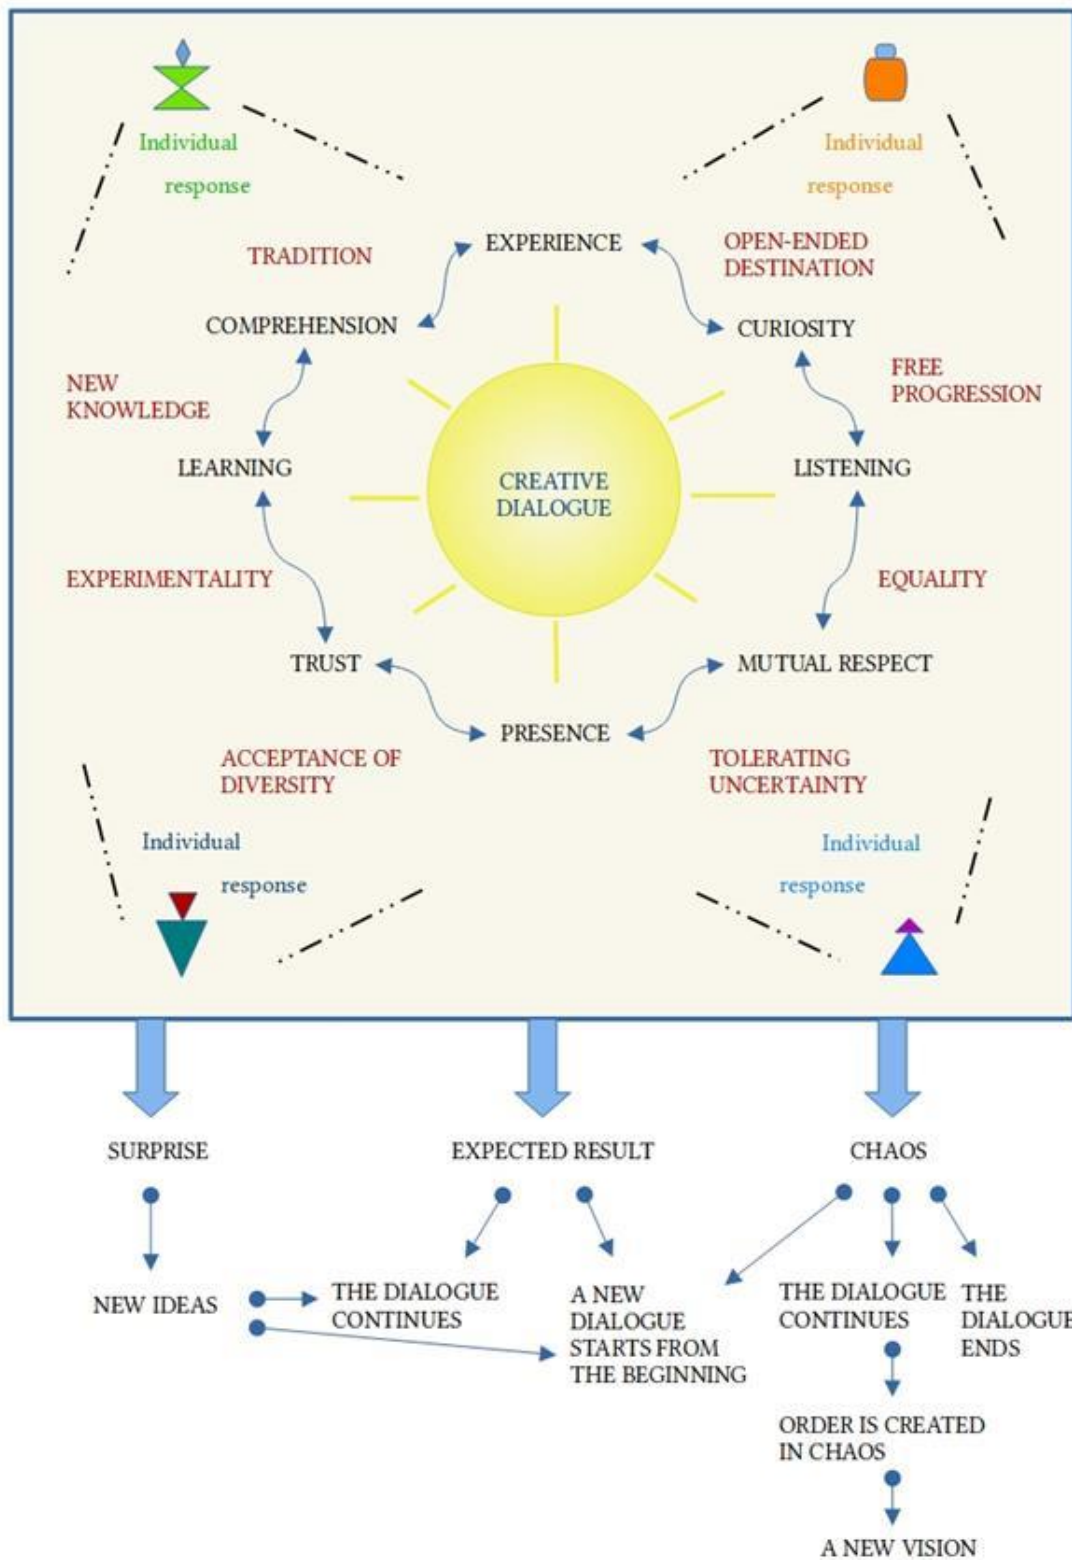 Individual
response
Individual
response
EXPERIENCE
OPEN-ENDED
DESTINATION
TRADITION
COMPREHENSION
CURIOSITY
NEW
KNOWLEDGE
FREE
PROGRESSION
LEARNING
LISTENING
CREATIVE
DIALOGUE
EXPERIMENTALITY
EQUALITY
TRUST
MUTUAL RESPECT
PRESENCE
ACCEPTANCE OF
DIVERSITY
TOLERATING
UNCERTAINTY
Individual
response
Individual
response
SURPRISE
EXPECTED RESULT
CHAOS
NEW IDEAS
THE DIALOGUE
CONTINUES
A NEW
DIALOGUE
STARTS FROM
THE BEGINNING
THE DIALOGUE
CONTINUES
THE
DIALOGUE
ENDS
ORDER IS CREATED
IN CHAOS
A NEW VISION